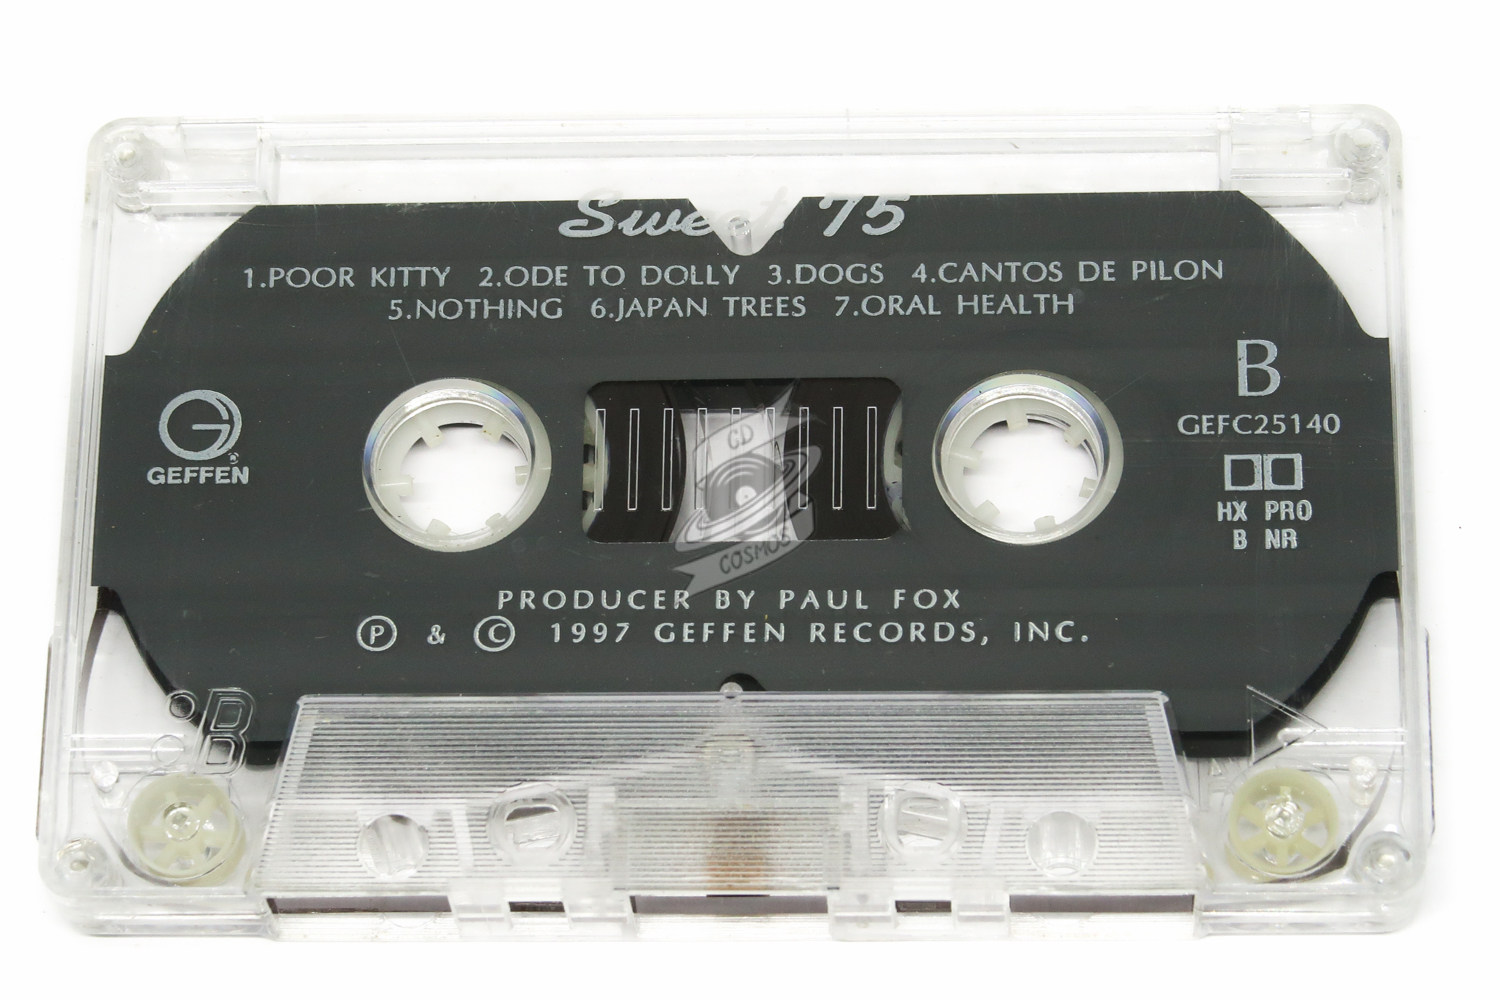 Sweet 75
1.POOR KITTY 2.ODE TO DOLLY 3.DOGS 4.CANTOS DE PILON
5.NOTHING 6.JAPAN TREES 7.ORAL HEALTH
B
GEFC25140
G
GEFFEN
®
HX PRO
B NR
CD
COSMOS
PRODUCER BY PAUL FOX
Ⓟ & © 1997 GEFFEN RECORDS, INC.
B